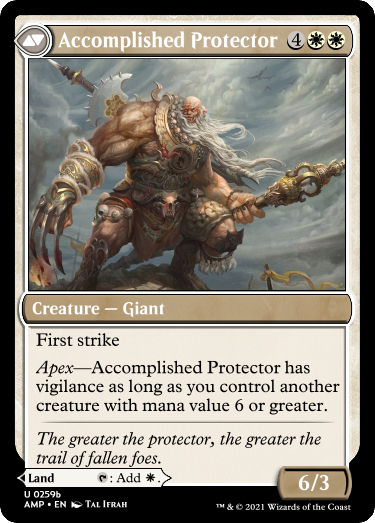 Accomplished Protector 4
Creature — Giant
First strike
Apex—Accomplished Protector has
vigilance as long as you control another
creature with mana value 6 or greater.
The greater the protector, the greater the
trail of fallen foes.
Land : Add .
6/3
U 0259b
AMP • EN Tal Ifrah
™ & © 2021 Wizards of the Coast